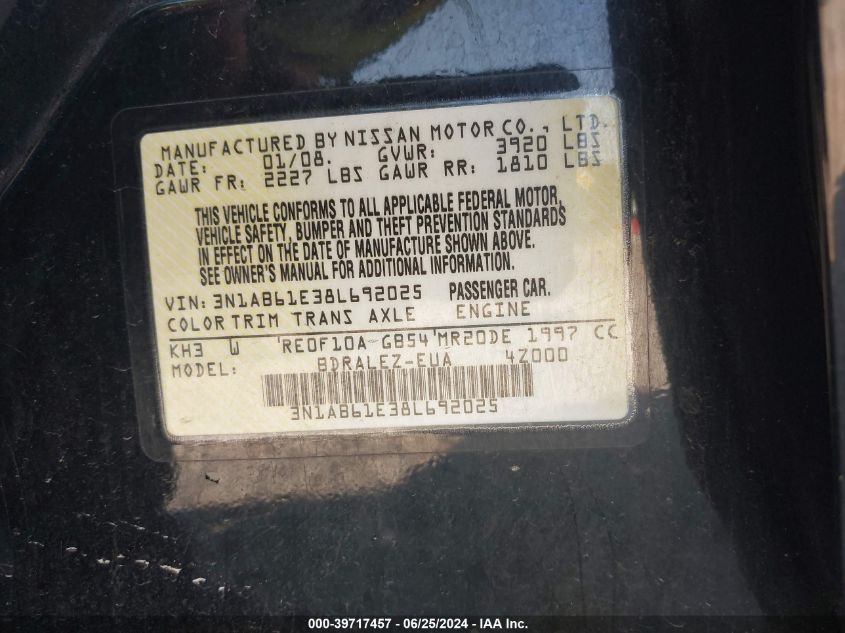 MANUFACTURED BY NISSAN MOTOR CO., LTD.
DATE: 01/08. GVWR: 3920 LBS
GAWR FR: 2227 LBS GAWR RR: 1810 LBS
THIS VEHICLE CONFORMS TO ALL APPLICABLE FEDERAL MOTOR
VEHICLE SAFETY, BUMPER AND THEFT PREVENTION STANDARDS
IN EFFECT ON THE DATE OF MANUFACTURE SHOWN ABOVE.
SEE OWNER'S MANUAL FOR ADDITIONAL INFORMATION.
VIN: 3N1AB61E38L692025 PASSENGER CAR.
COLOR TRIM TRANS AXLE ENGINE
KH3 W 'RE0F10A-GB54'MR20DE 1997 CC
MODEL: BDRALEZ-EUA 4Z000
3N1AB61E38L692025
000-39717457 - 06/25/2024 - IAA Inc.